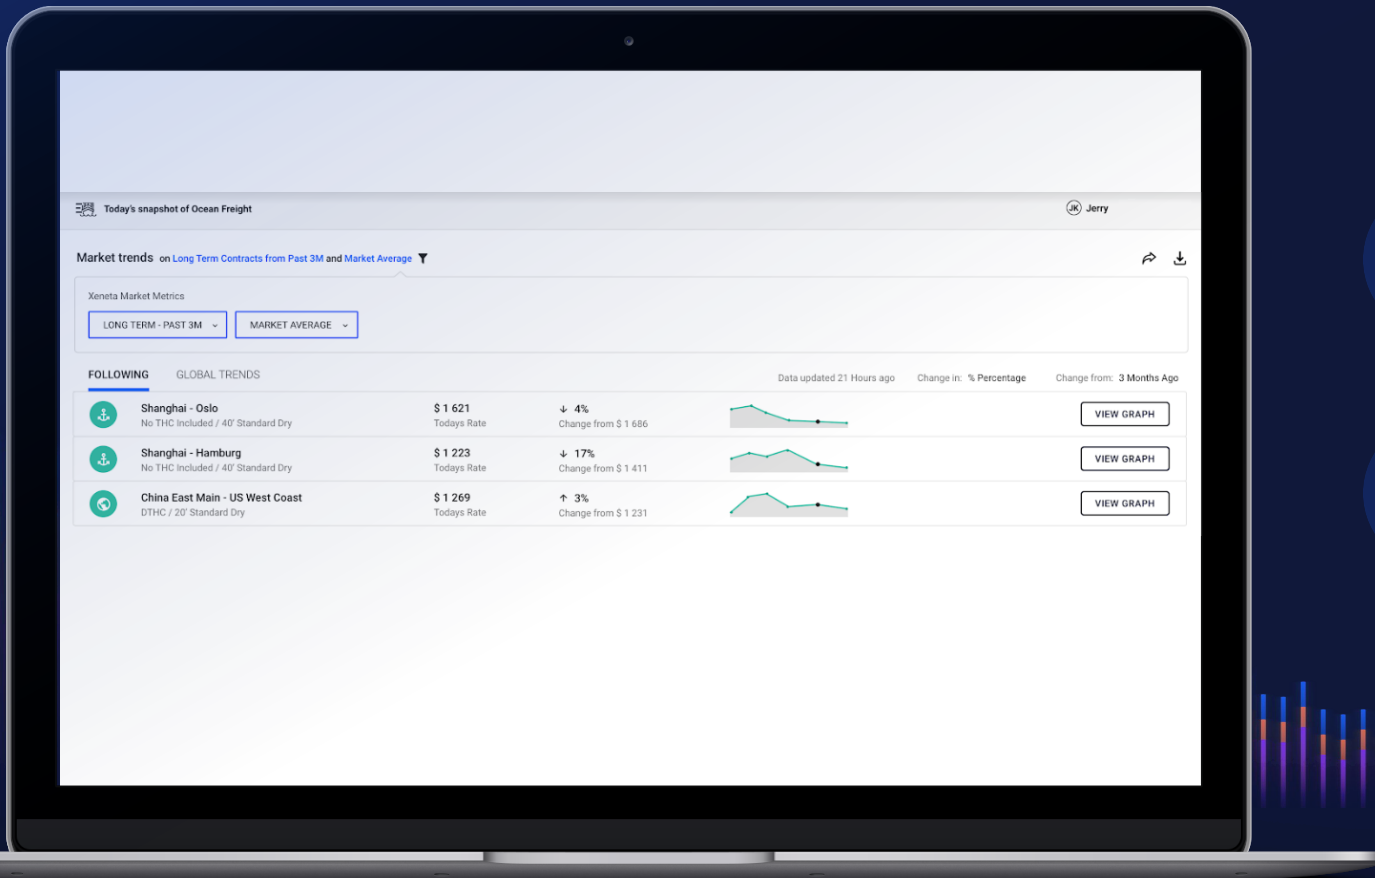 Today's snapshot of Ocean Freight
JK Jerry
Market trends on Long Term Contracts from Past 3M and Market Average
Xeneta Market Metrics
LONG TERM - PAST 3M
MARKET AVERAGE
FOLLOWING
GLOBAL TRENDS
Data updated 21 Hours ago
Change in: % Percentage
Change from: 3 Months Ago
Shanghai - Oslo
No THC Included / 40' Standard Dry
$ 1 621
Todays Rate
↓ 4%
Change from $ 1 686
VIEW GRAPH
Shanghai - Hamburg
No THC Included / 40' Standard Dry
$ 1 223
Todays Rate
↓ 17%
Change from $ 1 411
VIEW GRAPH
China East Main - US West Coast
DTHC / 20' Standard Dry
$ 1 269
Todays Rate
↑ 3%
Change from $ 1 231
VIEW GRAPH